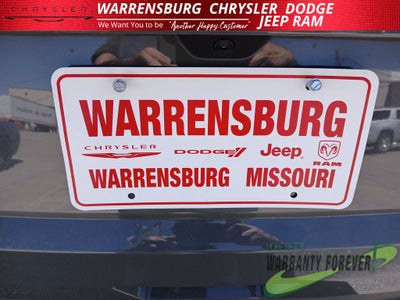 CHRYSLER
WARRENSBURG CHRYSLER DODGE
JEEP RAM
We Want You to be "Another Happy Customer"
WARRENSBURG
CHRYSLER
DODGE
Jeep
RAM
WARRENSBURG MISSOURI
WARRANTY FOREVER